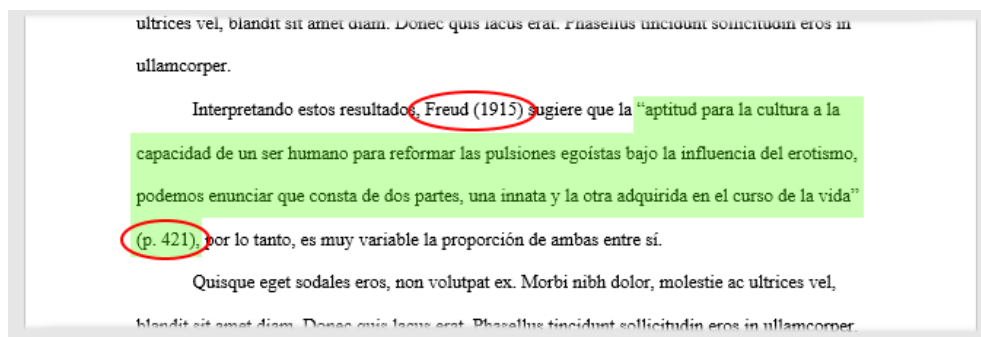 ultrices vel, blandit sit amet diam. Donec quis lacus erat. Phasellus tincidunt sollicitudin eros in
ullamcorper.
Interpretando estos resultados, Freud (1915) sugiere que la “aptitud para la cultura a la
capacidad de un ser humano para reformar las pulsiones egoístas bajo la influencia del erotismo,
podemos enunciar que consta de dos partes, una innata y la otra adquirida en el curso de la vida”
(p. 421), por lo tanto, es muy variable la proporción de ambas entre sí.
Quisque eget sodales eros, non volutpat ex. Morbi nibh dolor, molestie ac ultrices vel,
blandit sit amet diam. Donec quis lacus erat. Phasellus tincidunt sollicitudin eros in ullamcorper.